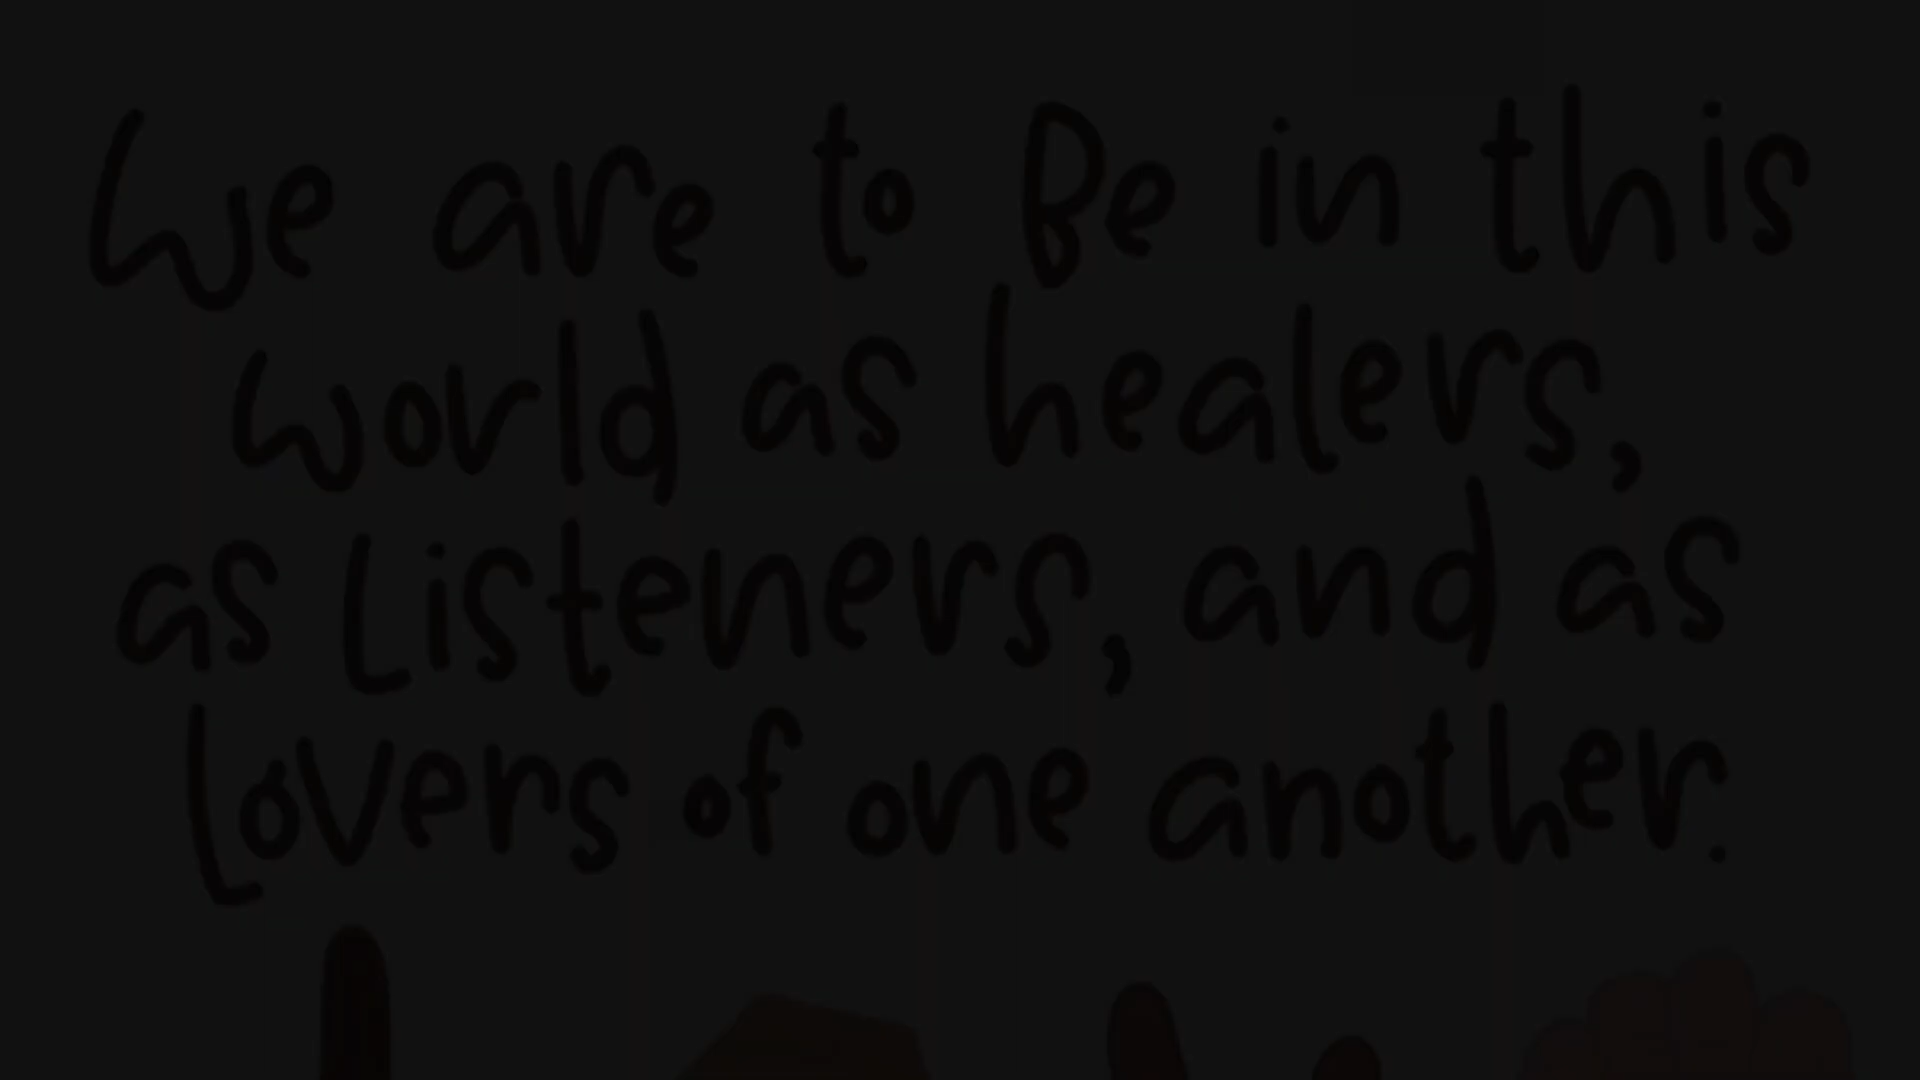 We are to Be in this
world as healers,
as Listeners, and as
Lovers of one another.